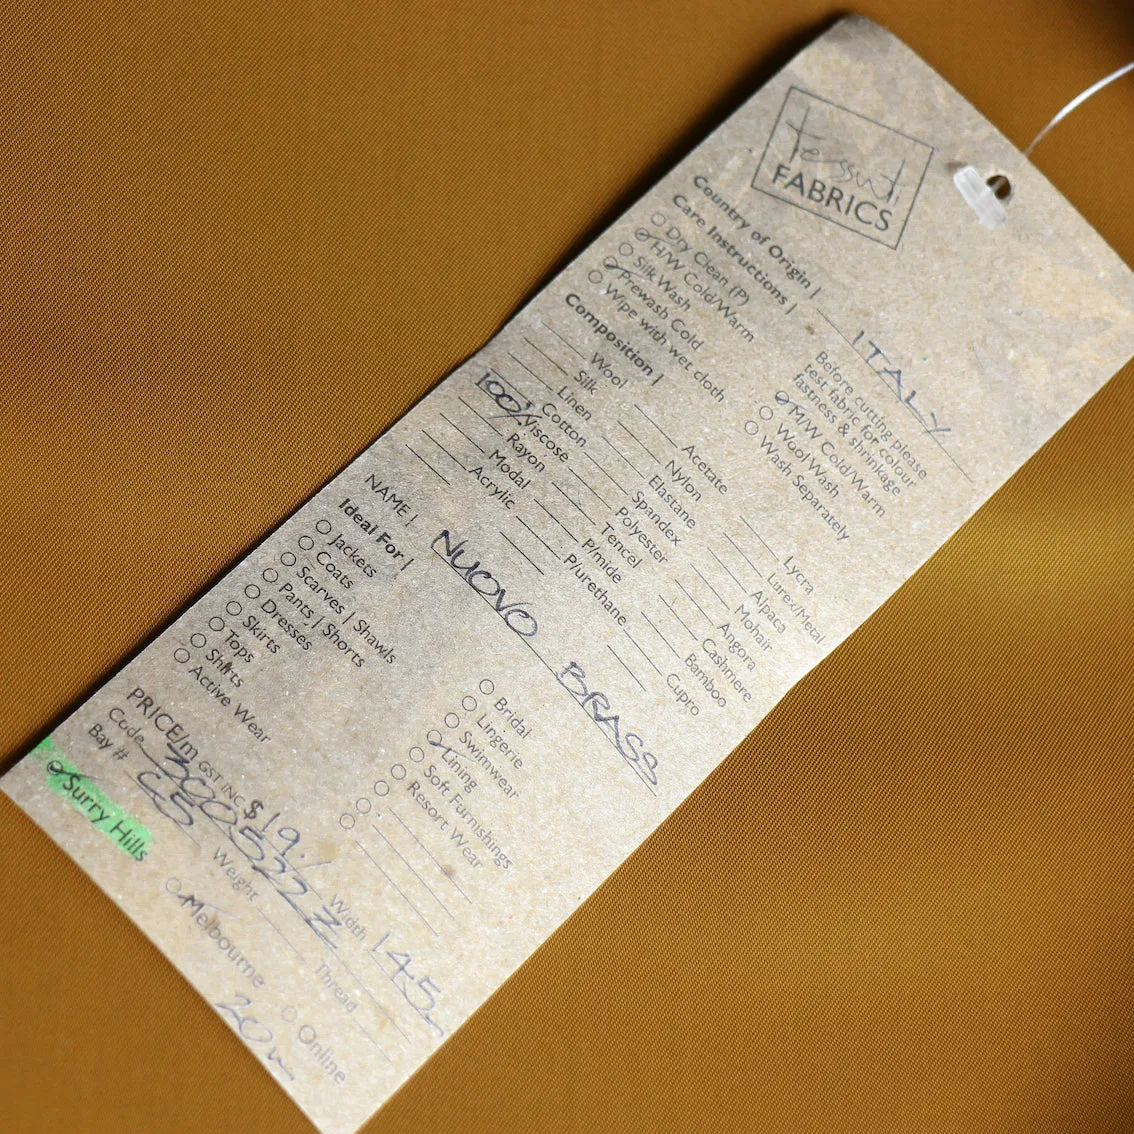 Tessuti
FABRICS
Country of Origin | ITALY
Care Instructions |
Before cutting please
test fabric for colour
fastness & shrinkage
Dry Clean (P)
H/W Cold/Warm
Silk Wash
Prewash Cold
Wipe with wet cloth
M/W Cold/Warm
Wool Wash
Wash Separately
Composition |
Wool
Silk
Linen
Cotton
100% Viscose
Rayon
Modal
Acrylic
Acetate
Nylon
Elastane
Spandex
Polyester
Tencel
P/mide
P/urethane
Lycra
Lurex/Metal
Alpaca
Mohair
Angora
Cashmere
Bamboo
Cupro
NAME | NUOVO BRASS
Ideal For |
Jackets
Coats
Scarves | Shawls
Pants | Shorts
Dresses
Skirts
Tops
Shirts
Active Wear
Bridal
Lingerie
Swimwear
Lining
Soft Furnishings
Resort Wear
PRICE/m GST INC $19./ Width 145
Code 300522Z Thread
Bay # C5 Weight
Surry Hills Melbourne Online
20m